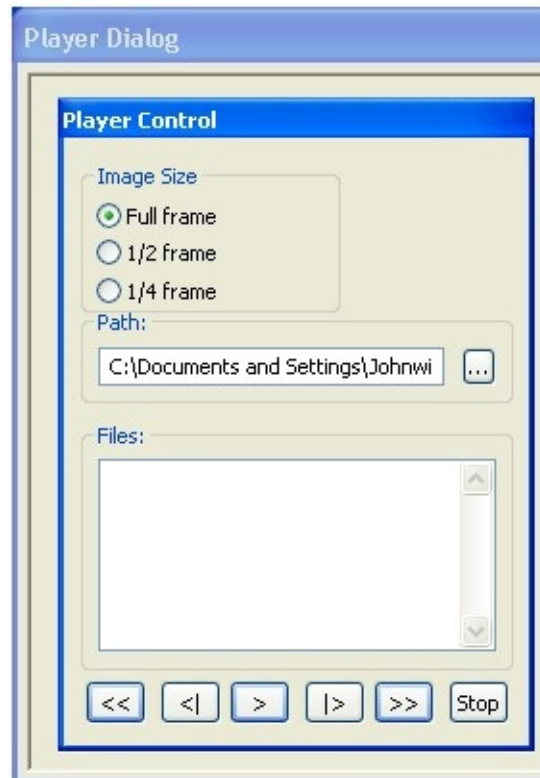 Player Dialog
Player Control
Image Size
Full frame
1/2 frame
1/4 frame
Path:
C:\Documents and Settings\Johnwi
...
Files:
<< <| > |> >> Stop